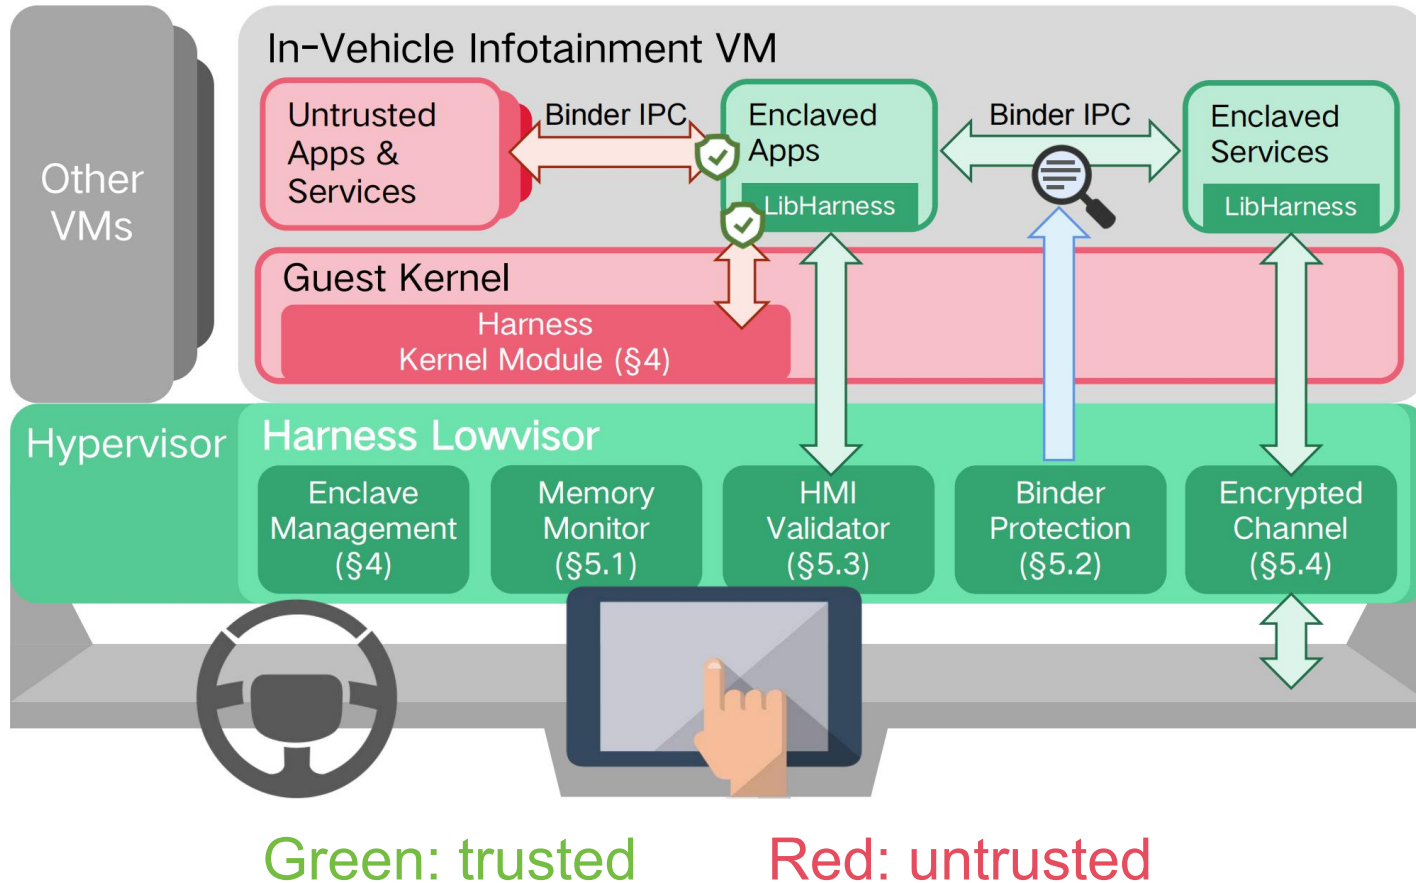 In-Vehicle Infotainment VM
Other
VMs
Untrusted
Apps &
Services
Binder IPC
Enclaved
Apps
LibHarness
Binder IPC
Enclaved
Services
LibHarness
Guest Kernel
Harness
Kernel Module (§4)
Hypervisor
Harness Lowvisor
Enclave
Management
(§4)
Memory
Monitor
(§5.1)
HMI
Validator
(§5.3)
Binder
Protection
(§5.2)
Encrypted
Channel
(§5.4)
Green: trusted
Red: untrusted